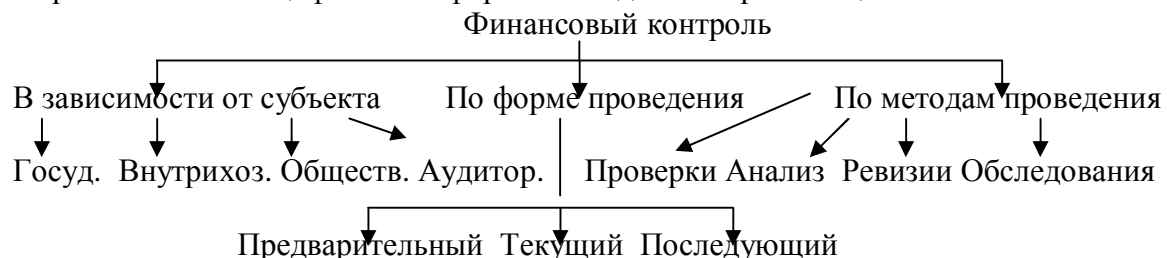 Финансовый контроль
В зависимости от субъекта По форме проведения По методам проведения
Госуд. Внутрихоз. Обществ. Аудитор. Проверки Анализ Ревизии Обследования
Предварительный Текущий Последующий